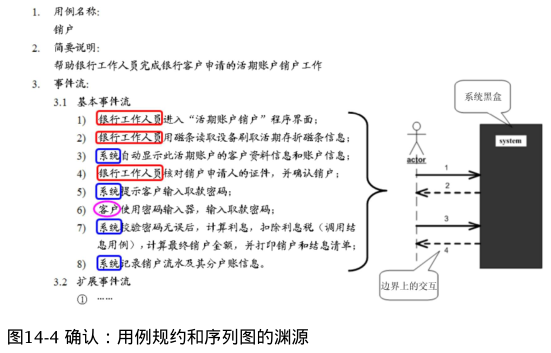 1. 用例名称:
销户
2. 简要说明:
帮助银行工作人员完成银行客户申请的活期账户销户工作
3. 事件流:
3.1 基本事件流
1) 银行工作人员进入“活期账户销户”程序界面;
2) 银行工作人员用磁条读取设备刷取活期存折磁条信息;
3) 系统自动显示此活期账户的客户资料信息和账户信息;
4) 银行工作人员核对销户申请人的证件,并确认销户;
5) 系统提示客户输入取款密码;
6) 客户使用密码输入器,输入取款密码;
7) 系统校验密码无误后,计算利息,扣除利息税(调用结
息用例),计算最终销户金额,并打印销户和结息清单;
8) 系统记录销户流水及其分户账信息。
3.2 扩展事件流
① ……
系统黑盒
system
actor
1
2
3
4
边界上的交互
图14-4 确认:用例规约和序列图的渊源